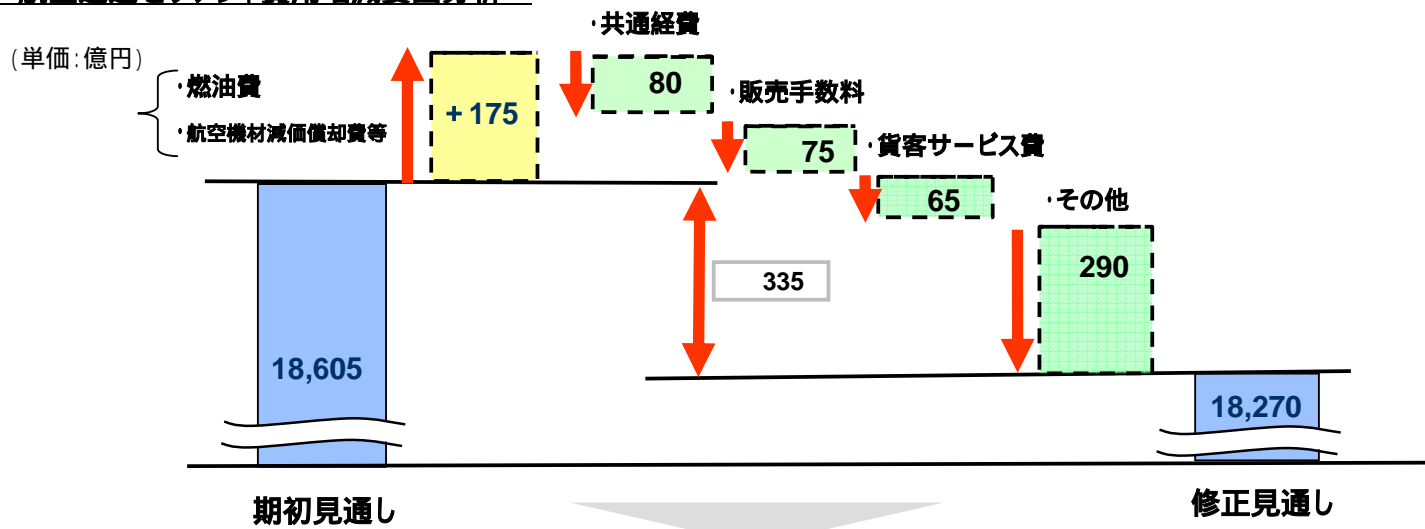 ・共通経費
(単価:億円)
・燃油費
80
・販売手数料
+175
・航空機材減価償却費等
75
・貨客サービス費
65
・その他
290
335
18,605
18,270
期初見通し
修正見通し